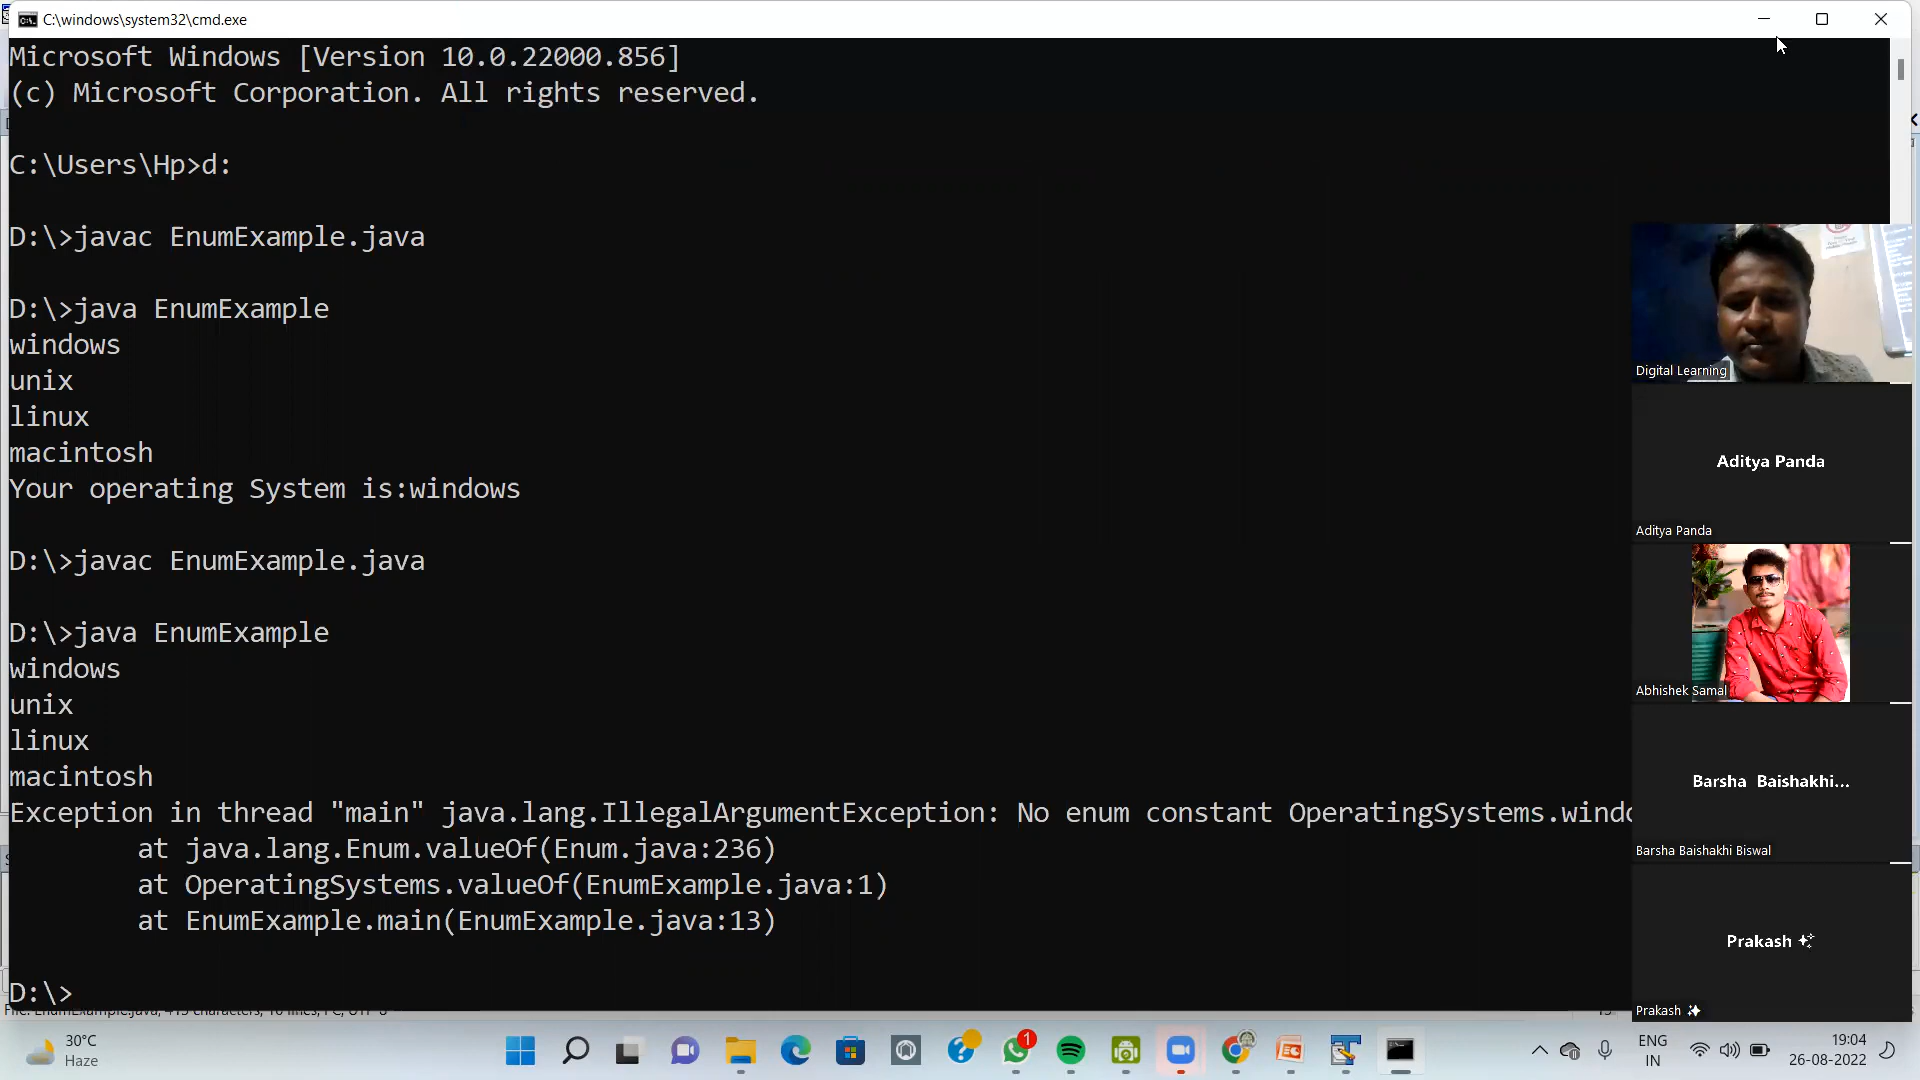 C:\windows\system32\cmd.exe
Microsoft Windows [Version 10.0.22000.856]
(c) Microsoft Corporation. All rights reserved.
C:\Users\Hp>d:
D:\>javac EnumExample.java
D:\>java EnumExample
windows
unix
linux
macintosh
Your operating System is:windows
D:\>javac EnumExample.java
D:\>java EnumExample
windows
unix
linux
macintosh
Exception in thread "main" java.lang.IllegalArgumentException: No enum constant OperatingSystems.windo
at java.lang.Enum.valueOf(Enum.java:236)
at OperatingSystems.valueOf(EnumExample.java:1)
at EnumExample.main(EnumExample.java:13)
D:\>
Digital Learning
Aditya Panda
Aditya Panda
Abhishek Samal
Barsha Baishakhi...
Barsha Baishakhi Biswal
Prakash ✨
Prakash ✨
30°C
Haze
1
ENG
IN
19:04
26-08-2022